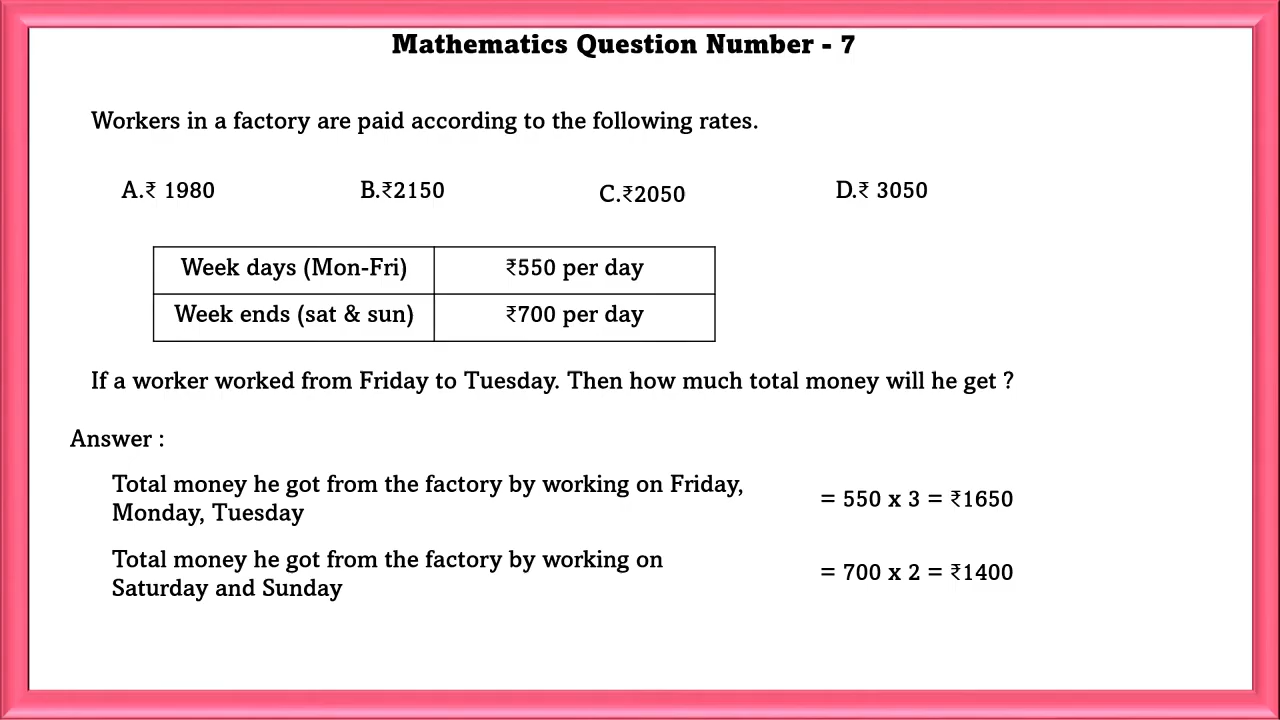 Mathematics Question Number - 7
Workers in a factory are paid according to the following rates.
A.₹ 1980 B.₹2150 C.₹2050 D.₹ 3050
Week days (Mon-Fri) ₹550 per day
Week ends (sat & sun) ₹700 per day
If a worker worked from Friday to Tuesday. Then how much total money will he get ?
Answer :
Total money he got from the factory by working on Friday,
Monday, Tuesday
= 550 x 3 = ₹1650
Total money he got from the factory by working on
Saturday and Sunday
= 700 x 2 = ₹1400